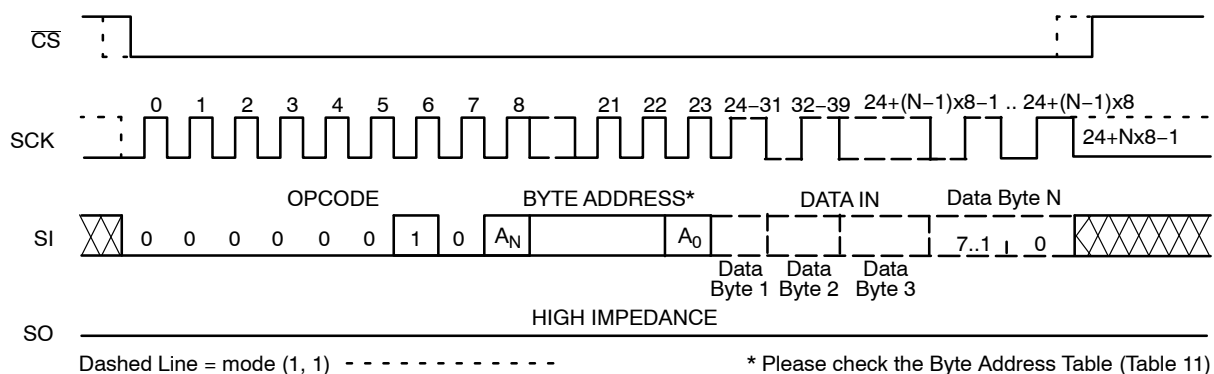 CS
0 1 2 3 4 5 6 7 8 21 22 23 24−31 32−39 24+(N−1)x8−1 .. 24+(N−1)x8
SCK
24+Nx8−1
OPCODE BYTE ADDRESS* DATA IN Data Byte N
SI
0 0 0 0 0 0 1 0 AN A0 7..1 0
Data Byte 1
Data Byte 2
Data Byte 3
HIGH IMPEDANCE
SO
Dashed Line = mode (1, 1)
* Please check the Byte Address Table (Table 11)